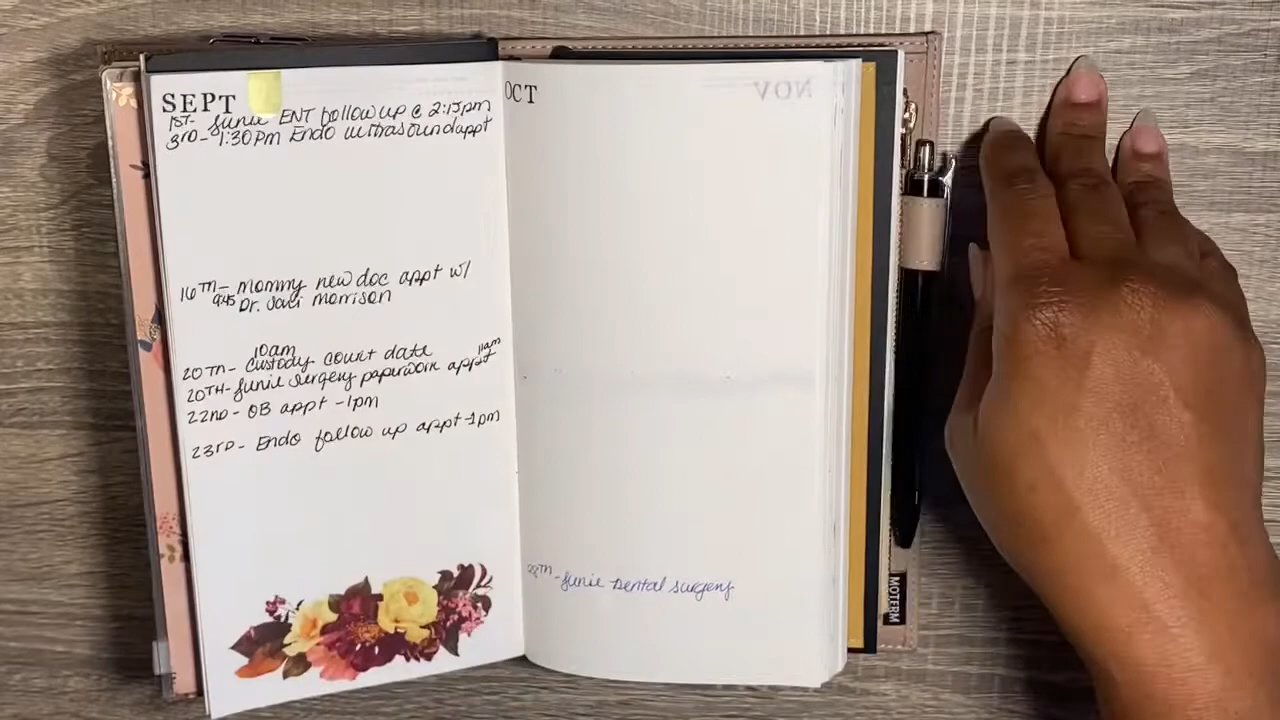 SEPT
1ST- Junie ENT follow up @ 2:15pm
3rd- 1:30pm Endo ultrasound appt
16TH- mommy new doc appt w/
9:45 Dr. morrison
10am
20TH- custody court date
11am
20TH- Junie surgery paperwork appt
22nd- OB appt -1pm
23RD- Endo follow up appt -1pm
OCT
NOV
28TH- Junie Dental surgery
MOTERM